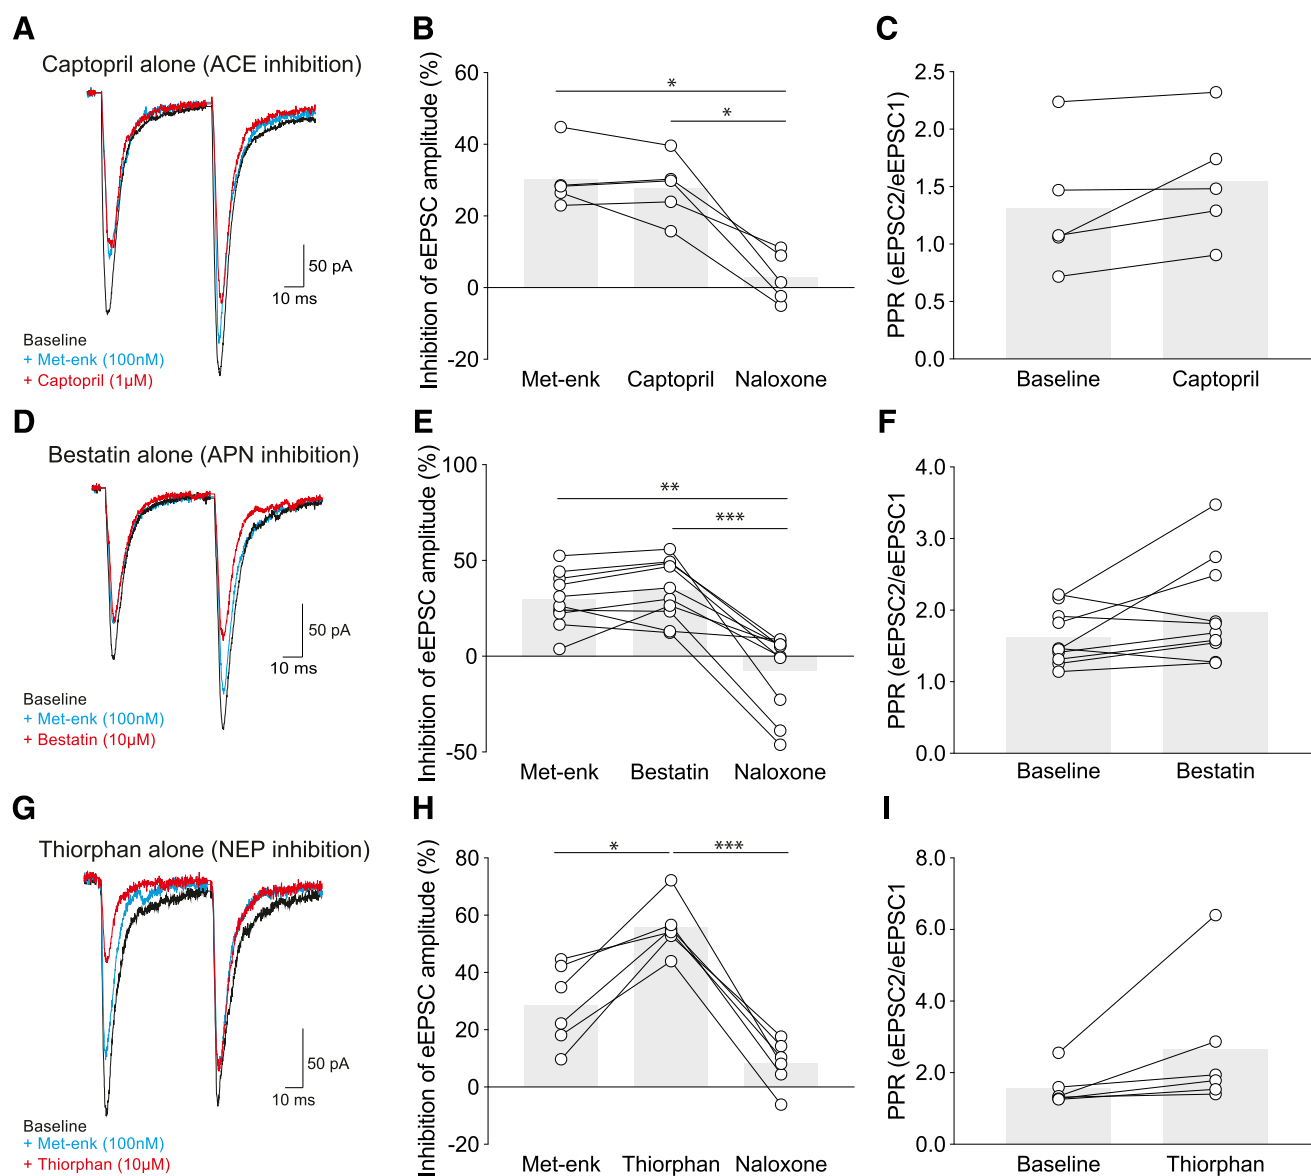 A
Captopril alone (ACE inhibition)
50 pA
10 ms
Baseline
+ Met-enk (100nM)
+ Captopril (1µM)
B
Inhibition of eEPSC amplitude (%)
60
40
20
0
-20
*
*
Met-enk Captopril Naloxone
C
PPR (eEPSC2/eEPSC1)
2.5
2.0
1.5
1.0
0.5
0.0
Baseline Captopril
D
Bestatin alone (APN inhibition)
50 pA
10 ms
Baseline
+ Met-enk (100nM)
+ Bestatin (10µM)
E
Inhibition of eEPSC amplitude (%)
100
50
0
-50
**
***
Met-enk Bestatin Naloxone
F
PPR (eEPSC2/eEPSC1
4.0
3.0
2.0
1.0
0.0
Baseline Bestatin
G
Thiorphan alone (NEP inhibition)
50 pA
10 ms
Baseline
+ Met-enk (100nM)
+ Thiorphan (10µM)
H
Inhibition of eEPSC amplitude (%)
80
60
40
20
0
-20
* ***
Met-enk Thiorphan Naloxone
I
PPR (eEPSC2/eEPSC1
8.0
6.0
4.0
2.0
0.0
Baseline Thiorphan